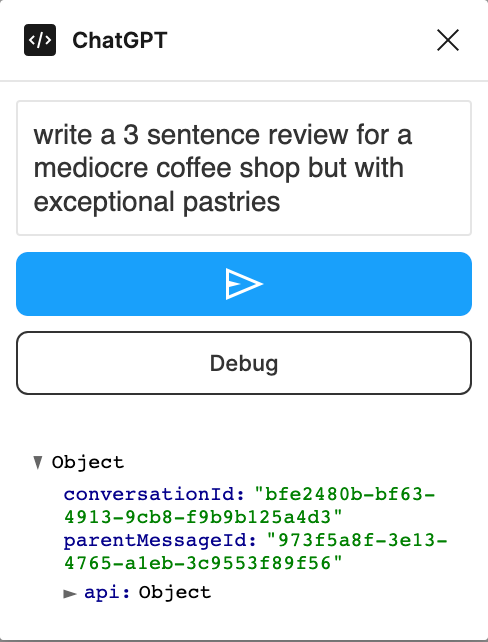 </> ChatGPT
write a 3 sentence review for a
mediocre coffee shop but with
exceptional pastries
Debug
▼ Object
conversationId: "bfe2480b-bf63-
4913-9cb8-f9b9b125a4d3"
parentMessageId: "973f5a8f-3e13-
4765-a1eb-3c9553f89f56"
► api: Object